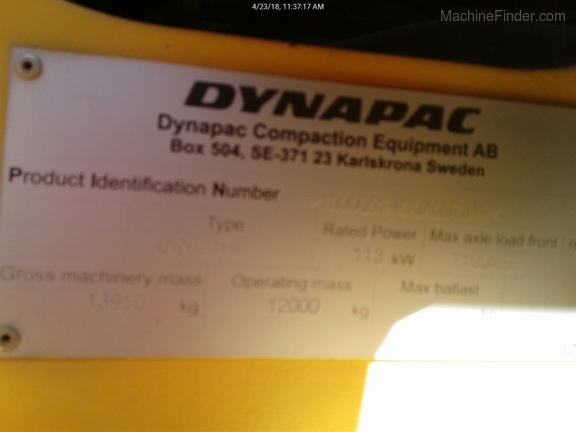 4/23/18, 11:37:17 AM
MachineFinder.com
DYNAPAC
Dynapac Compaction Equipment AB
Box 504, SE-371 23 Karlskrona Sweden
Product Identification Number
Type Rated Power Max axle load front /
113 kW
Gross machinery mass Operating mass Max ballast
13950 kg 12000 kg